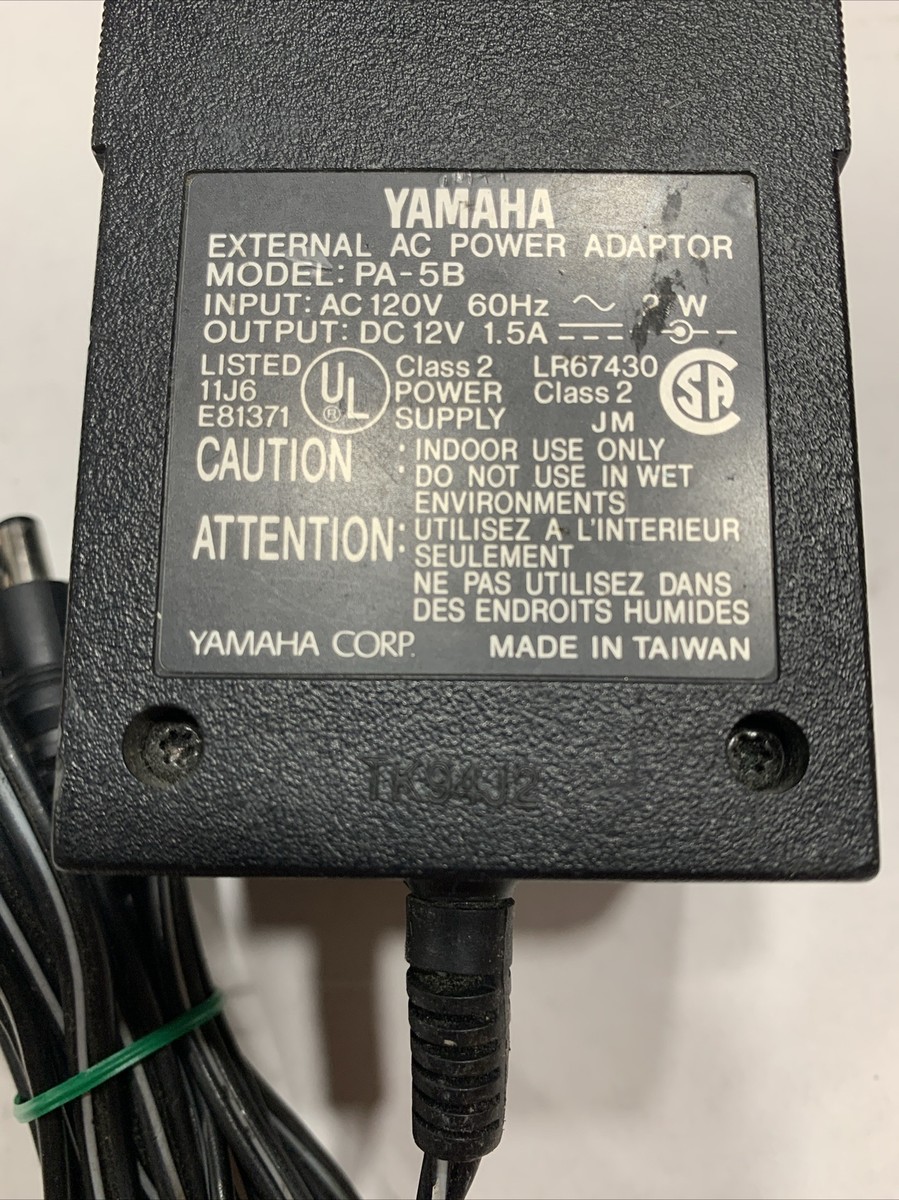 YAMAHA
EXTERNAL AC POWER ADAPTOR
MODEL: PA-5B
INPUT: AC 120V 60Hz W
OUTPUT: DC 12V 1.5A
LISTED
11J6
E81371
UL
®
Class 2
POWER
SUPPLY
LR67430
Class 2
JM
SA
CAUTION : INDOOR USE ONLY
DO NOT USE IN WET
ENVIRONMENTS
ATTENTION: UTILISEZ A L'INTERIEUR
SEULEMENT
NE PAS UTILISEZ DANS
DES ENDROITS HUMIDES
YAMAHA CORP. MADE IN TAIWAN